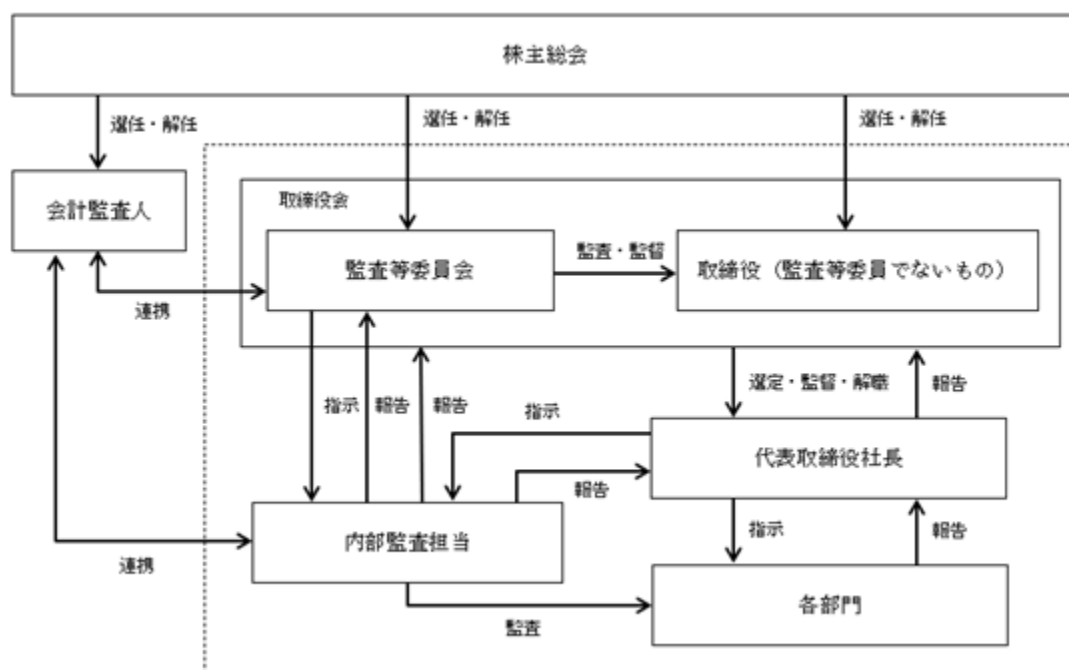 株主総会
選任・解任
選任・解任
選任・解任
会計監査人
取締役会
監査等委員会
監査・監督
取締役（監査等委員でないもの）
連携
選定・監督・解職
報告
指示
報告
報告
指示
代表取締役社長
報告
内部監査担当
指示
報告
連携
各部門
監査